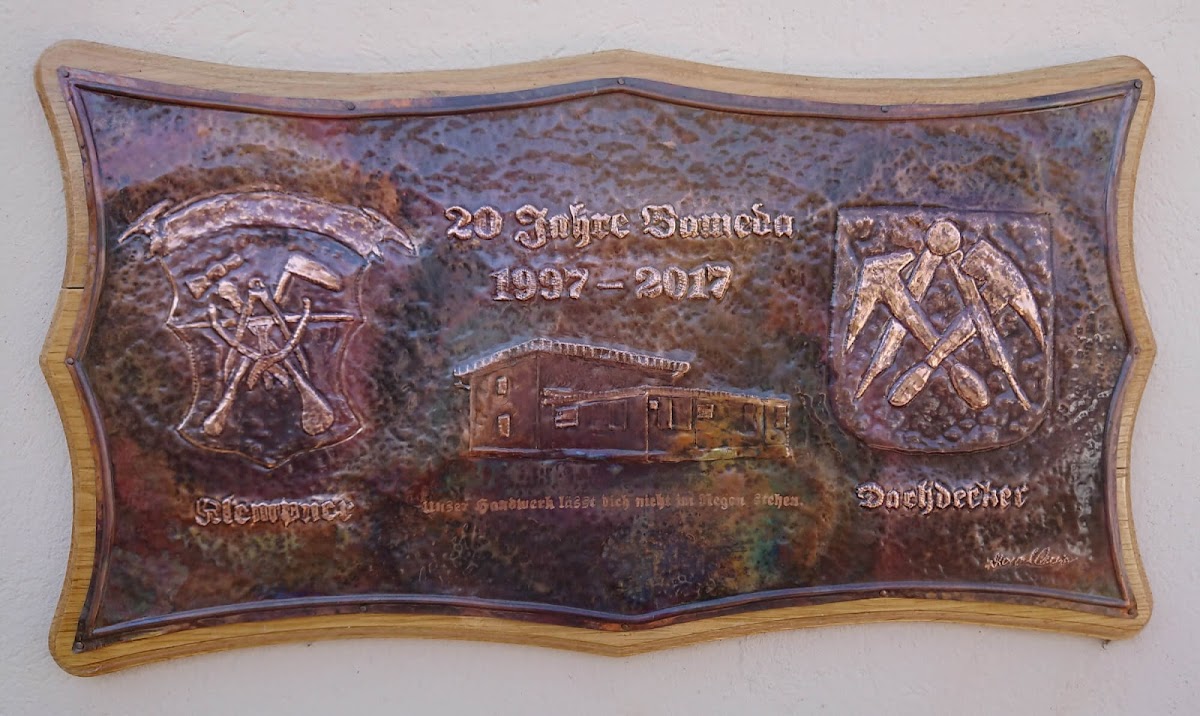 20 Jahre Bameda
1997 – 2017
Klempner
Unser Handwerk lässt dich nicht im Regen stehen.
Dachdecker